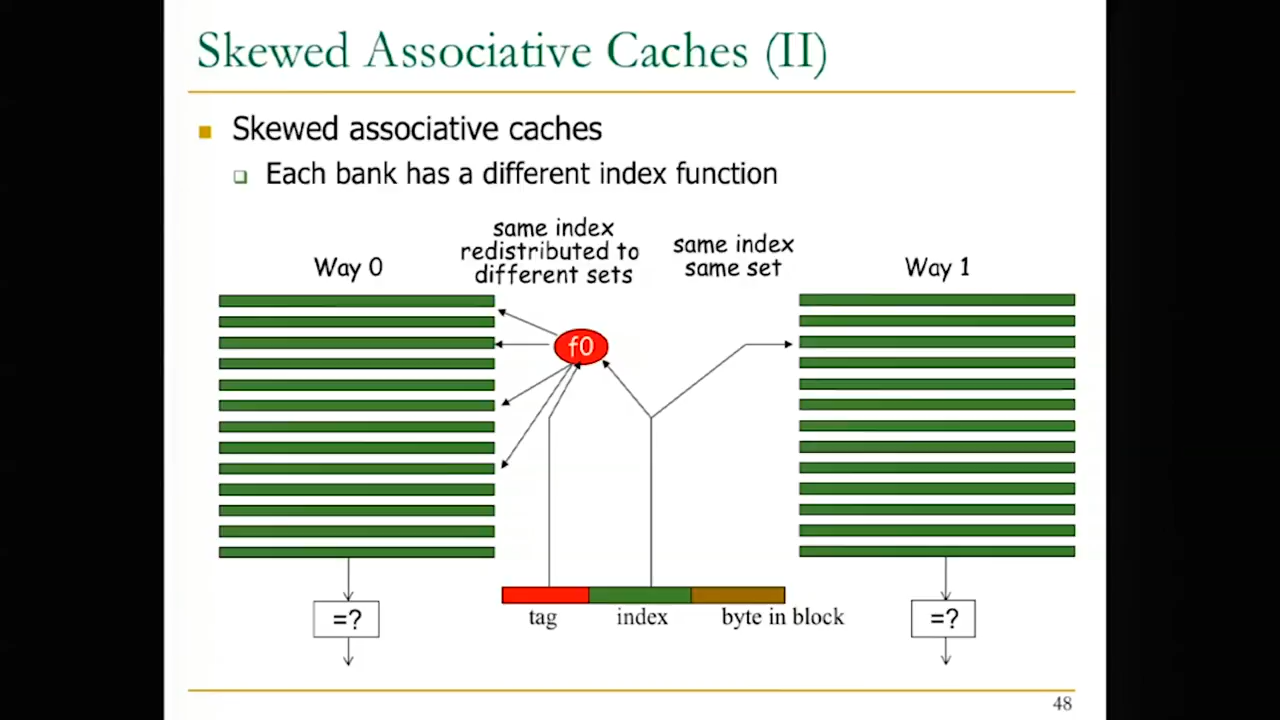 Skewed Associative Caches (II)
Skewed associative caches
Each bank has a different index function
same index
redistributed to
different sets
same index
same set
Way 0
Way 1
f0
=?
tag
index
byte in block
=?
48